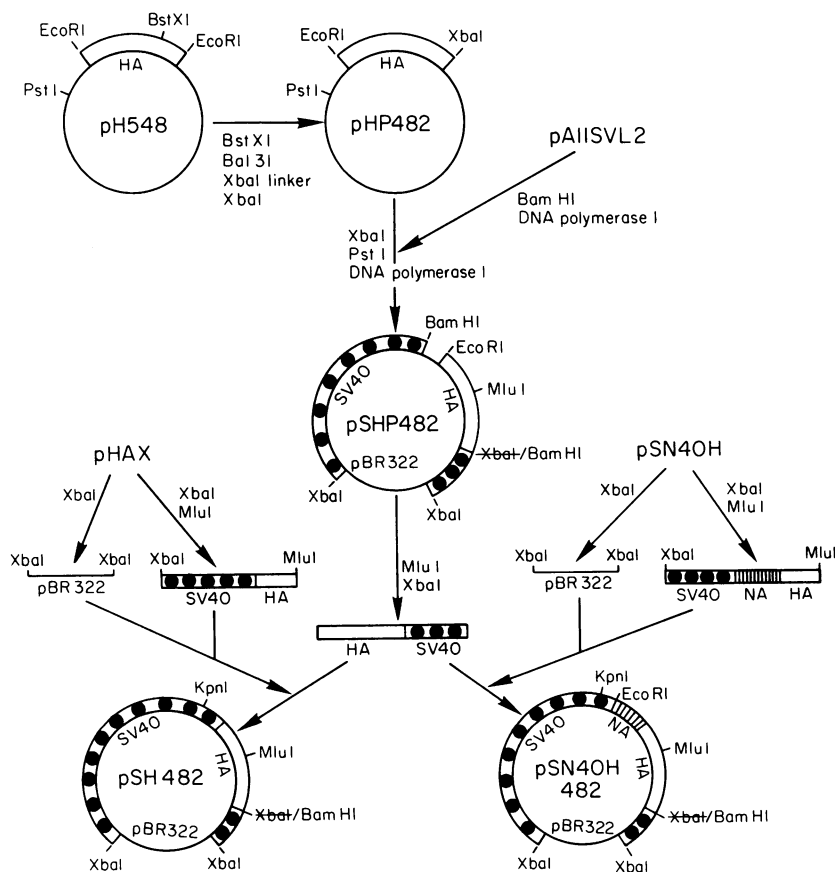 BstXI
EcoRI
EcoRI
HA
PstI
pH548
EcoRI
XbaI
HA
PstI
pHP482
BstXI
Bal 31
XbaI linker
XbaI
pAIISVL2
Bam HI
DNA polymerase I
XbaI
Pst I
DNA polymerase I
Bam HI
EcoRI
SV40
HA
MluI
pSHP482
pBR322
XbaI/Bam HI
XbaI
XbaI
pHAX
XbaI
XbaI
MluI
XbaI
XbaI
pBR322
XbaI
MluI
SV40
HA
MluI
XbaI
HA
SV40
pSN40H
XbaI
XbaI
MluI
XbaI
XbaI
pBR322
XbaI
MluI
SV40
NA
HA
KpnI
SV40
HA
MluI
pSH482
pBR322
XbaI/Bam HI
XbaI
XbaI
KpnI
EcoRI
SV40
NA
MluI
HA
pSN40H
482
pBR322
XbaI/Bam HI
XbaI
XbaI